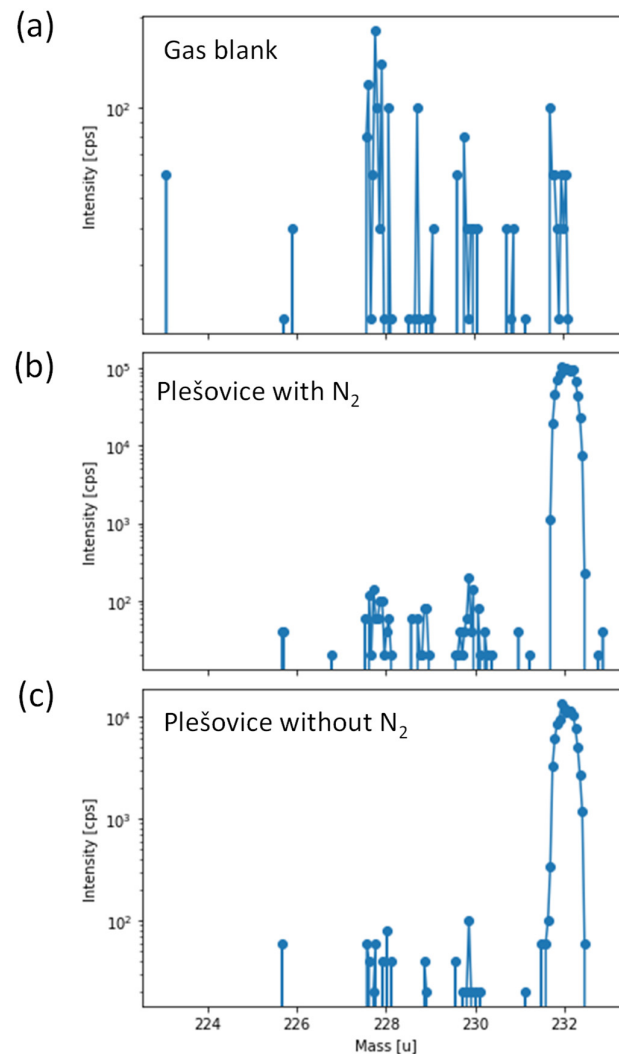 (a)
Gas blank
10²
Intensity [cps]
(b)
Plešovice with N₂
10⁵
10⁴
10³
10²
Intensity [cps]
(c)
Plešovice without N₂
10⁴
10³
10²
Intensity [cps]
224 226 228 230 232
Mass [u]